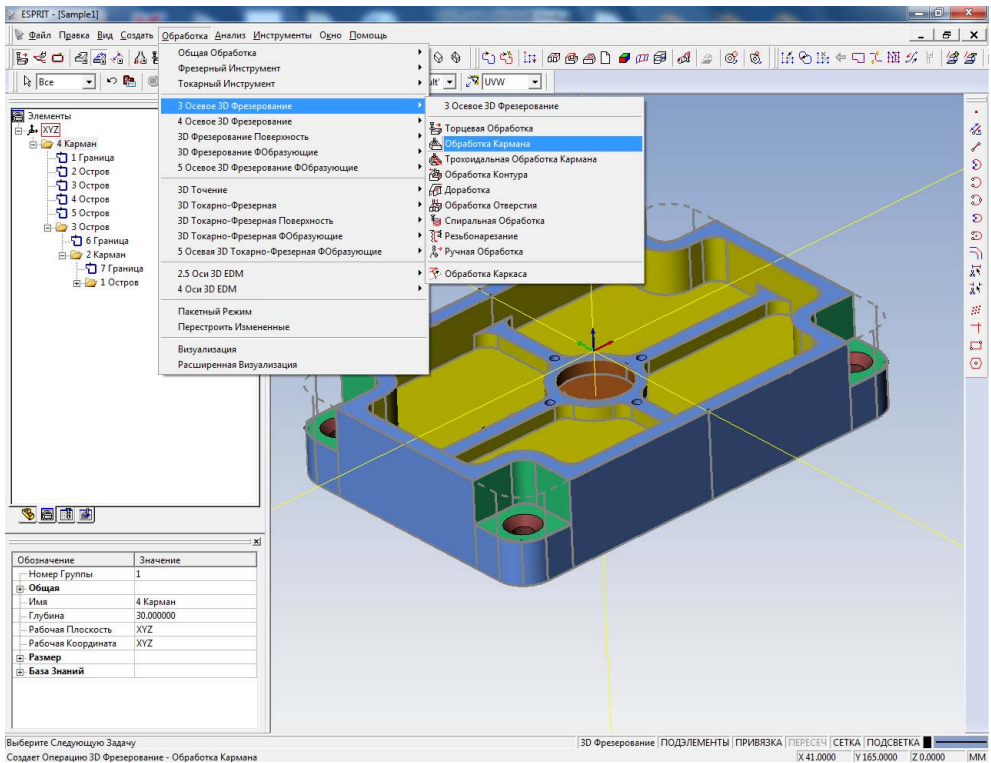 ESPRIT - [Sample1]
Файл Правка Вид Создать Обработка Анализ Инструменты Окно Помощь
Все
UVW
Общая Обработка
Фрезерный Инструмент
Токарный Инструмент
3 Осевое 3D Фрезерование
4 Осевое 3D Фрезерование
3D Фрезерование Поверхность
3D Фрезерование ФОбразующие
5 Осевое 3D Фрезерование ФОбразующие
3D Точение
3D Токарно-Фрезерная
3D Токарно-Фрезерная Поверхность
3D Токарно-Фрезерная ФОбразующие
5 Осевая 3D Токарно-Фрезерная ФОбразующие
2.5 Оси 3D EDM
4 Оси 3D EDM
Пакетный Режим
Перестроить Измененные
Визуализация
Расширенная Визуализация
3 Осевое 3D Фрезерование
Торцевая Обработка
Обработка Кармана
Трохоидальная Обработка Кармана
Обработка Контура
Доработка
Обработка Отверстия
Спиральная Обработка
Резьбонарезание
Ручная Обработка
Обработка Каркаса
Элементы
XYZ
4 Карман
1 Граница
2 Остров
3 Остров
4 Остров
5 Остров
3 Остров
6 Граница
2 Карман
7 Граница
1 Остров
Обозначение Значение
Номер Группы 1
Общая
Имя 4 Карман
Глубина 30.000000
Рабочая Плоскость XYZ
Рабочая Координата XYZ
Размер
База Знаний
Выберите Следующую Задачу 3D Фрезерование ПОДЭЛЕМЕНТЫ ПРИВЯЗКА ПЕРЕСЕЧ СЕТКА ПОДСВЕТКА
Создает Операцию 3D Фрезерование - Обработка Кармана X 41.0000 Y 165.0000 Z 0.0000 ММ